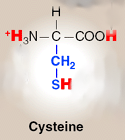 H
+H3N — C — COOH
CH2
SH
Cysteine